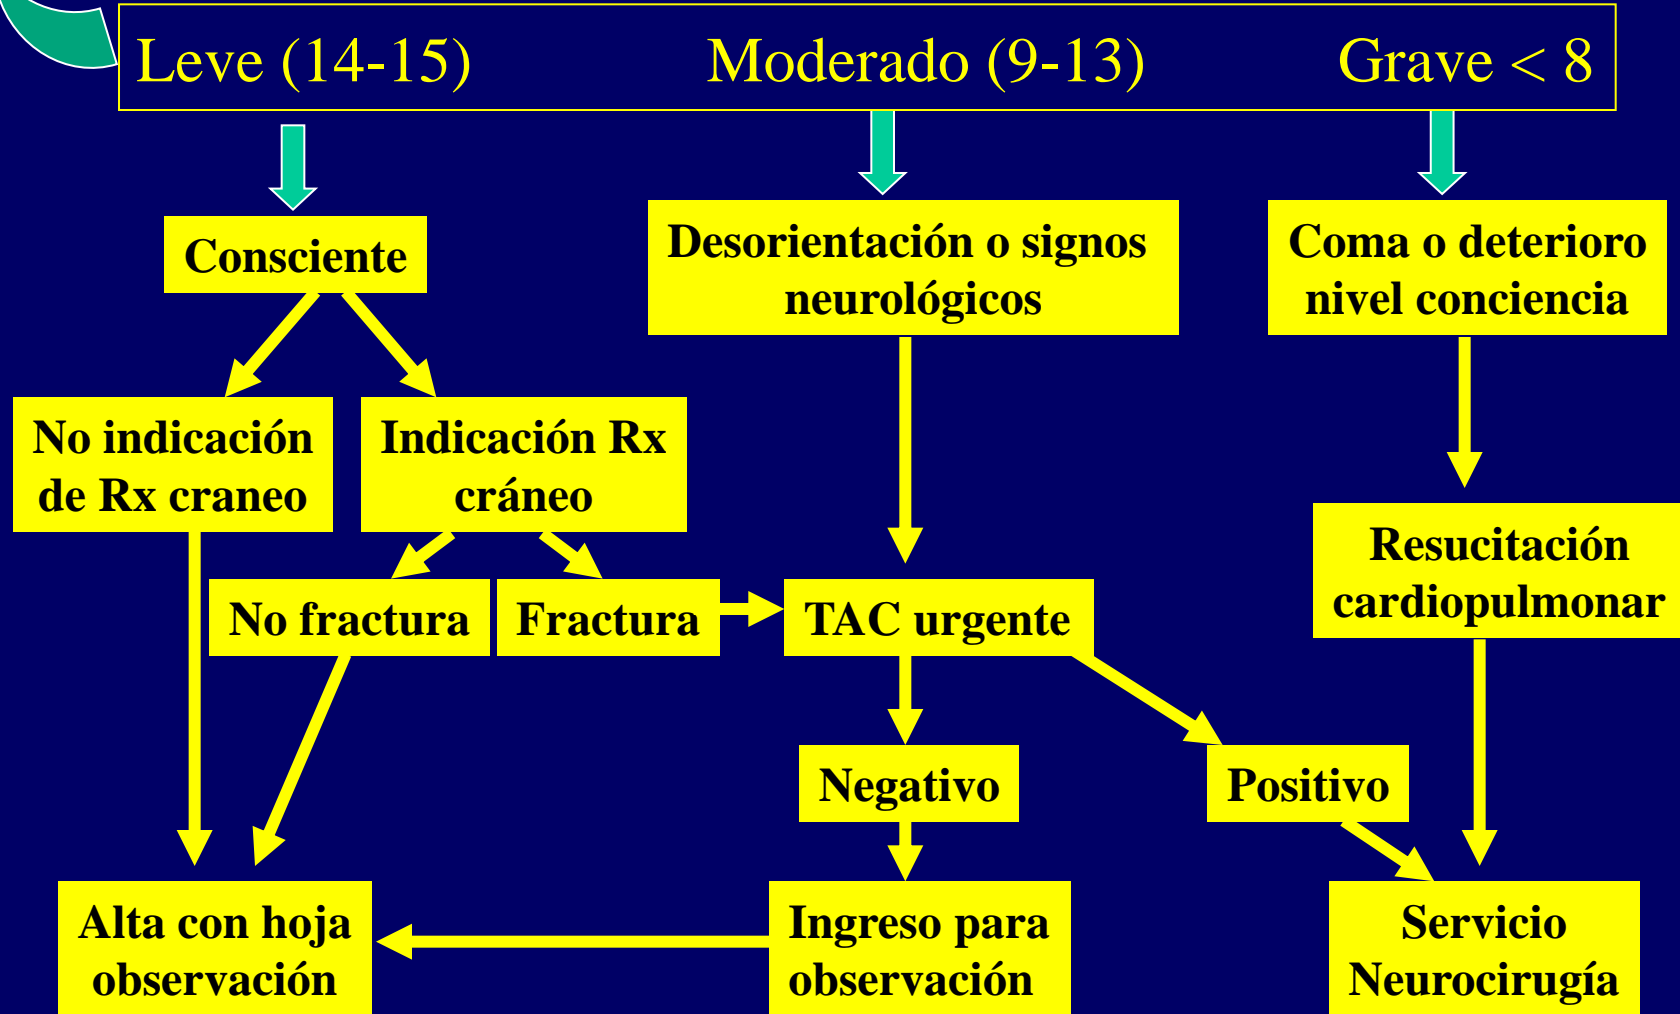 Leve (14-15) Moderado (9-13) Grave < 8
Consciente
Desorientación o signos
neurológicos
Coma o deterioro
nivel conciencia
No indicación
de Rx craneo
Indicación Rx
cráneo
Resucitación
cardiopulmonar
No fractura
Fractura
TAC urgente
Negativo
Positivo
Alta con hoja
observación
Ingreso para
observación
Servicio
Neurocirugía